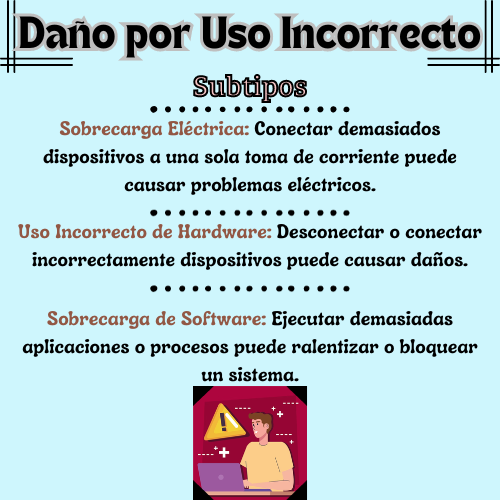 Daño por Uso Incorrecto
Subtipos
Sobrecarga Eléctrica: Conectar demasiados
dispositivos a una sola toma de corriente puede
causar problemas eléctricos.
Uso Incorrecto de Hardware: Desconectar o conectar
incorrectamente dispositivos puede causar daños.
Sobrecarga de Software: Ejecutar demasiadas
aplicaciones o procesos puede ralentizar o bloquear
un sistema.